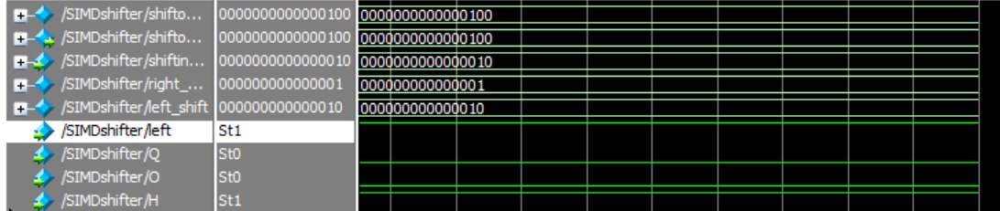 /SIMDshifter/shifto... 0000000000000100 0000000000000100
/SIMDshifter/shifto... 0000000000000100 0000000000000100
/SIMDshifter/shiftin... 0000000000000010 0000000000000010
/SIMDshifter/right_... 000000000000001 000000000000001
/SIMDshifter/left_shift 000000000000010 000000000000010
/SIMDshifter/left St1
/SIMDshifter/Q St0
/SIMDshifter/O St0
/SIMDshifter/H St1